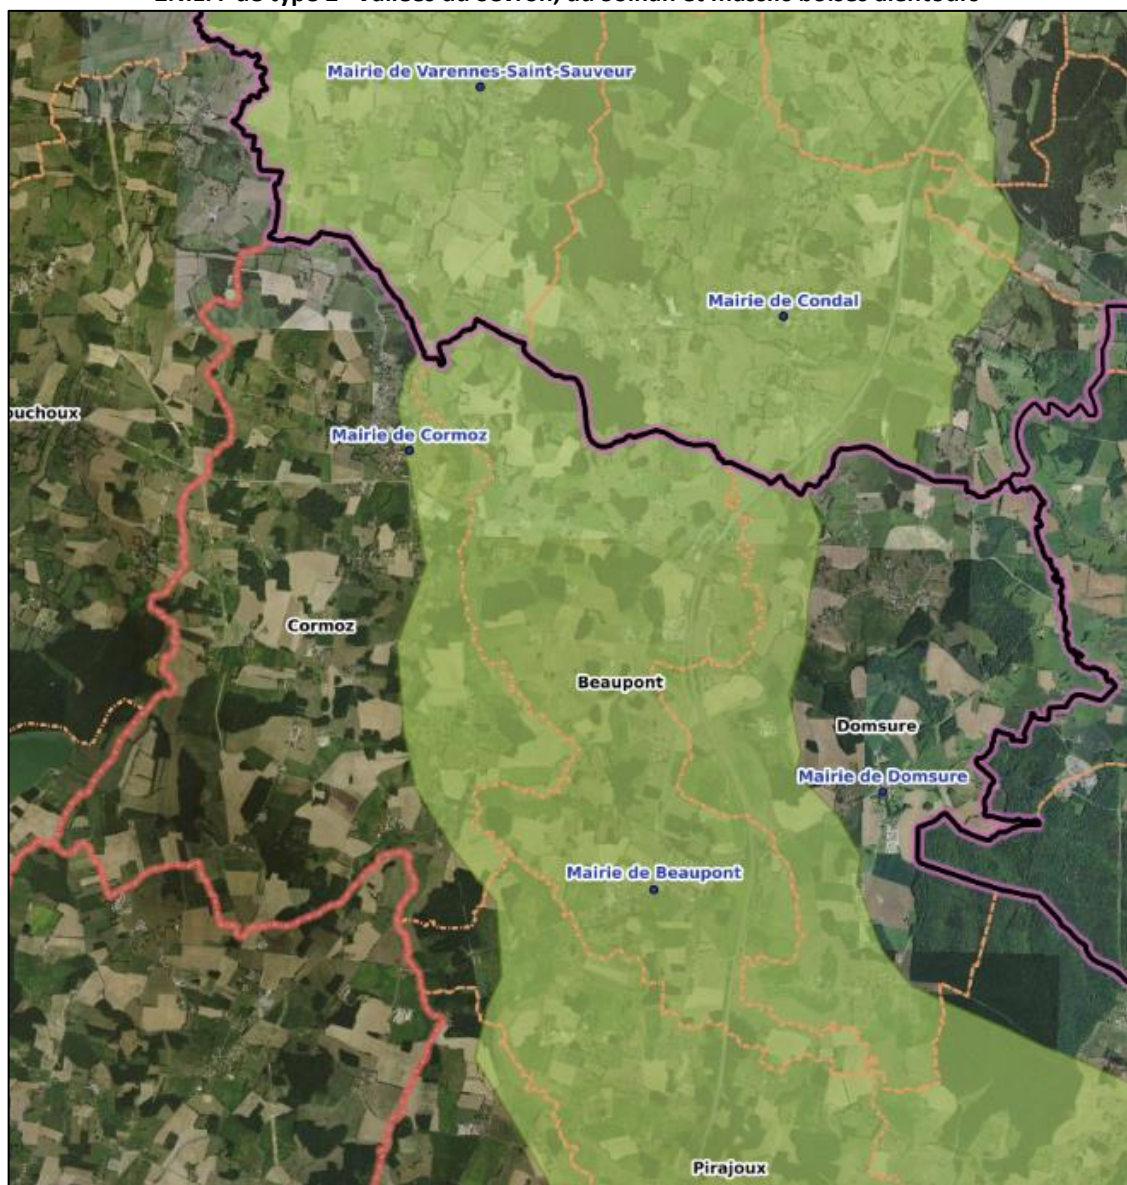 Mairie de Varennes-Saint-Sauveur
Mairie de Condal
ouchoux
Mairie de Cormoz
Cormoz
Beaupont
Domsure
Mairie de Domsure
Mairie de Beaupont
Pirajoux